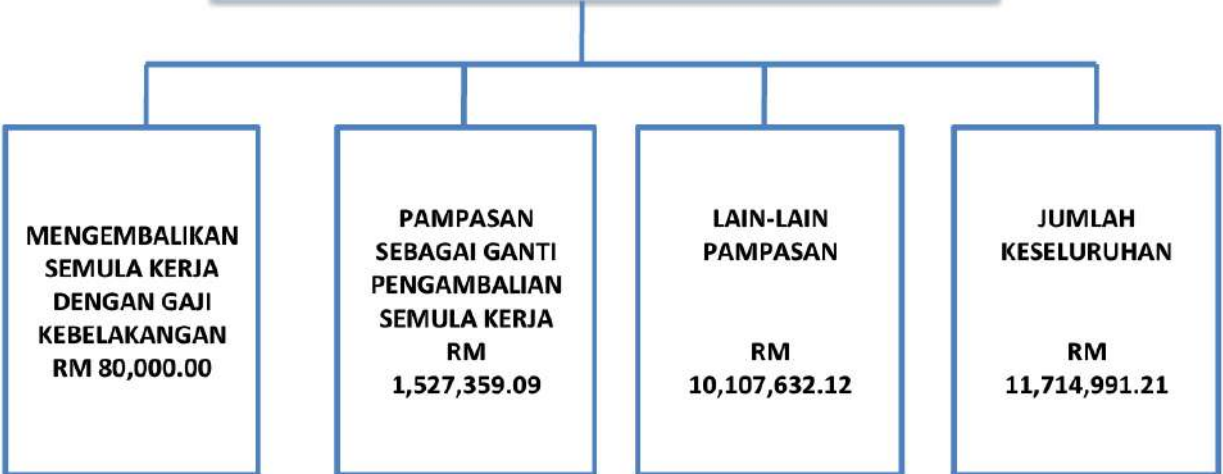 MENGEMBALIKAN
SEMULA KERJA
DENGAN GAJI
KEBELAKANGAN
RM 80,000.00
PAMPASAN
SEBAGAI GANTI
PENGAMBALIAN
SEMULA KERJA
RM
1,527,359.09
LAIN-LAIN
PAMPASAN
RM
10,107,632.12
JUMLAH
KESELURUHAN
RM
11,714,991.21